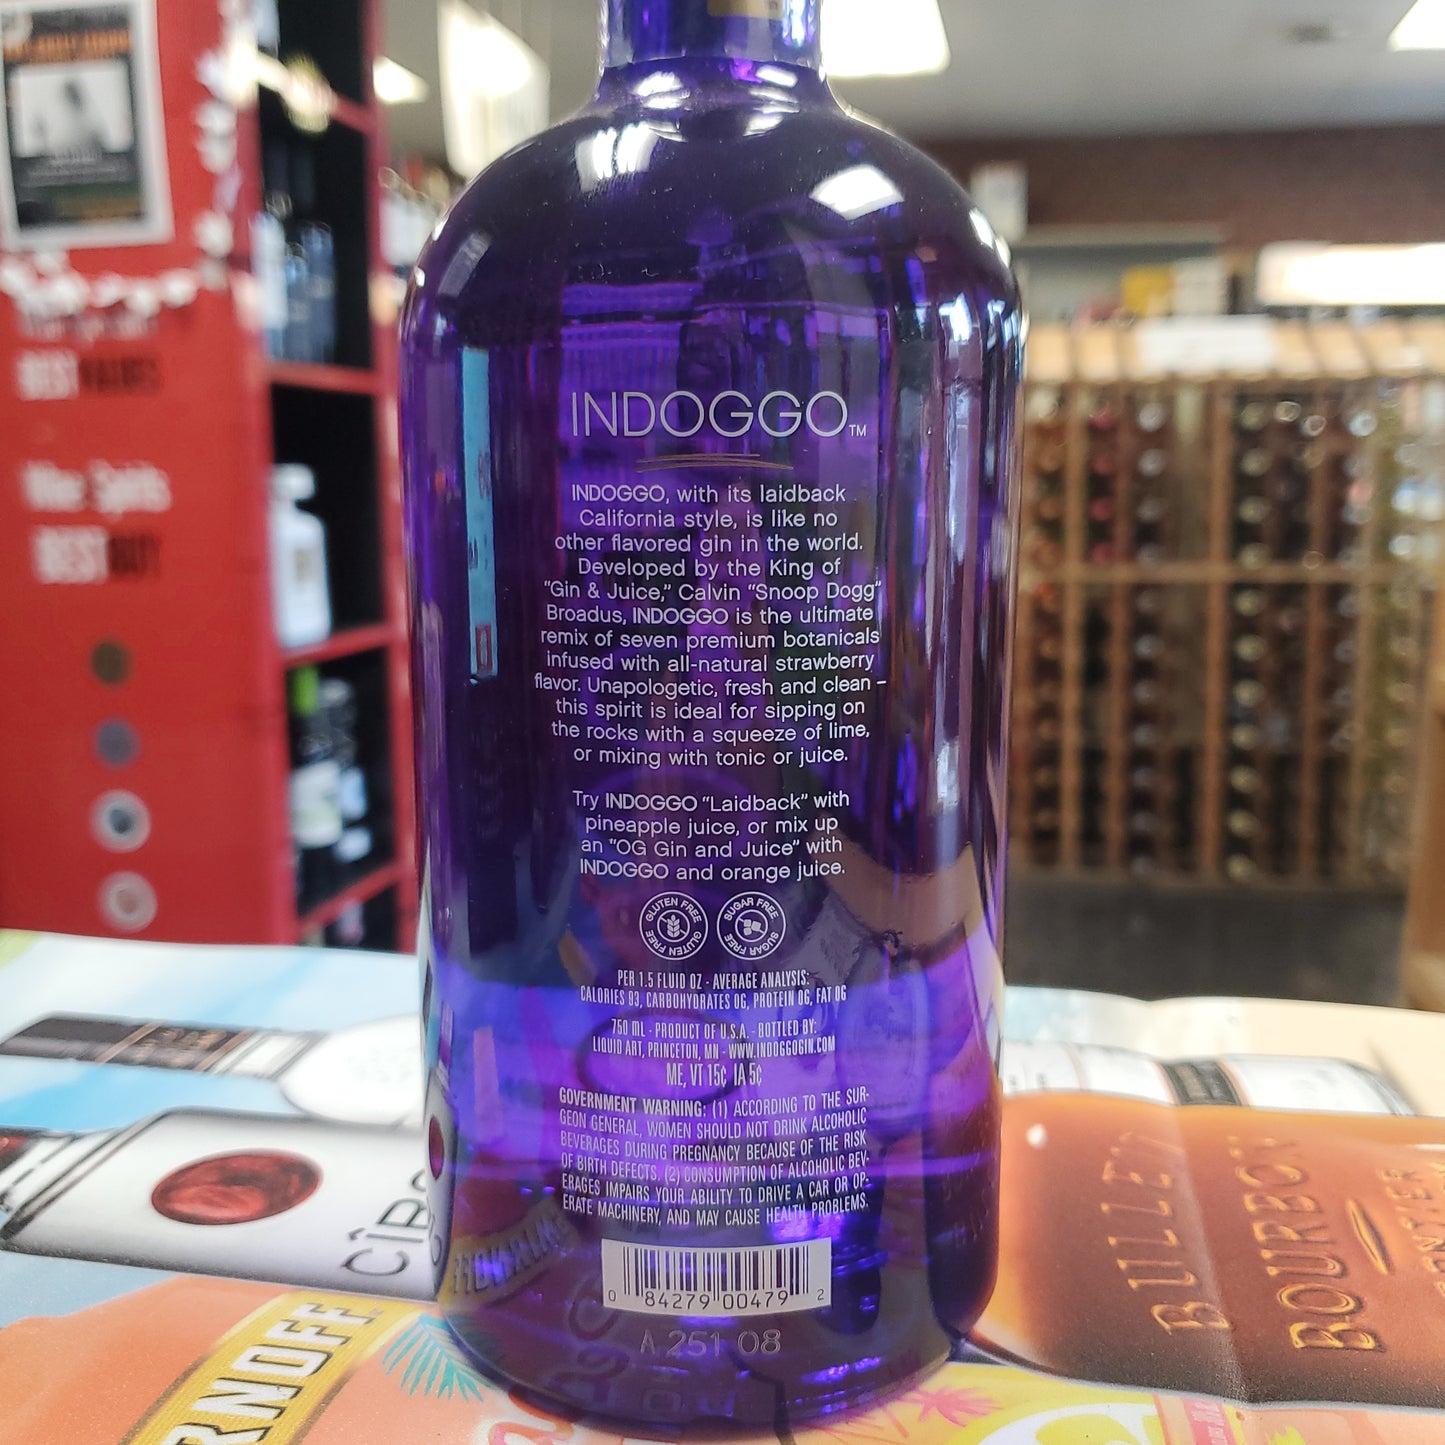 INDOGGO™
INDOGGO, with its laidback
California style, is like no
other flavored gin in the world.
Developed by the King of
"Gin & Juice," Calvin "Snoop Dogg"
Broadus, INDOGGO is the ultimate
remix of seven premium botanicals
infused with all-natural strawberry
flavor. Unapologetic, fresh and clean –
this spirit is ideal for sipping on
the rocks with a squeeze of lime,
or mixing with tonic or juice.
Try INDOGGO "Laidback" with
pineapple juice, or mix up
an "OG Gin and Juice" with
INDOGGO and orange juice.
GLUTEN FREE GLUTEN FREE
SUGAR FREE SUGAR FREE
PER 1.5 FLUID OZ - AVERAGE ANALYSIS:
CALORIES 93, CARBOHYDRATES 0G, PROTEIN 0G, FAT 0G
750 ML - PRODUCT OF U.S.A. - BOTTLED BY:
LIQUID ART, PRINCETON, MN - WWW.INDOGGOGIN.COM
ME, VT 15¢ IA 5¢
GOVERNMENT WARNING: (1) ACCORDING TO THE SUR-
GEON GENERAL, WOMEN SHOULD NOT DRINK ALCOHOLIC
BEVERAGES DURING PREGNANCY BECAUSE OF THE RISK
OF BIRTH DEFECTS. (2) CONSUMPTION OF ALCOHOLIC BEV-
ERAGES IMPAIRS YOUR ABILITY TO DRIVE A CAR OR OP-
ERATE MACHINERY, AND MAY CAUSE HEALTH PROBLEMS.
0 84279 00479 2
A 251 08
BEST
BEST
CÎRO
RNOFF
BULLEI
BOURBON
FRONTIER